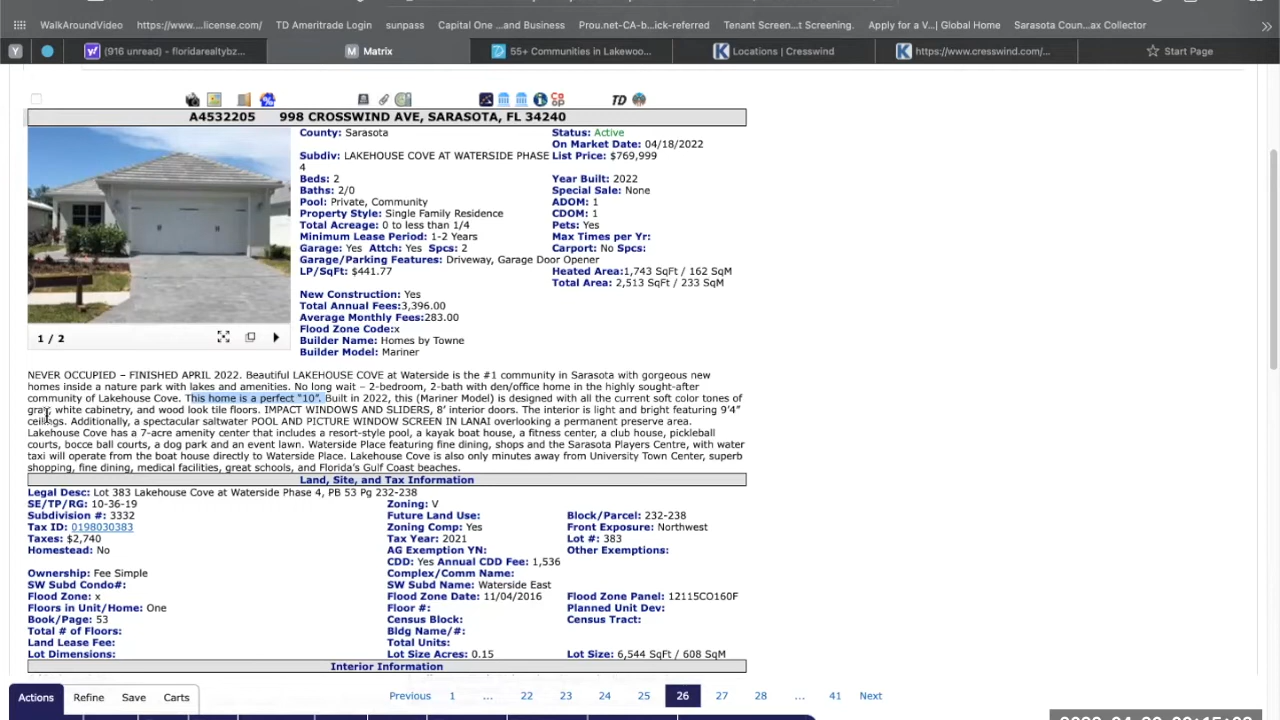 WalkAroundVideo https://www....license.com/ TD Ameritrade Login sunpass Capital One ...and Business Prou.net-CA-b...ick-referred Tenant Screen...t Screening. Apply for a V...| Global Home Sarasota Coun...ax Collector
Y (916 unread) - floridarealtybz... Matrix 55+ Communities in Lakewoo... Locations | Cresswind https://www.cresswind.com/... Start Page
TD
A4532205 998 CROSSWIND AVE, SARASOTA, FL 34240
County: Sarasota Status: Active
On Market Date: 04/18/2022
Subdiv: LAKEHOUSE COVE AT WATERSIDE PHASE List Price: $769,999
4
Beds: 2 Year Built: 2022
Baths: 2/0 Special Sale: None
Pool: Private, Community ADOM: 1
Property Style: Single Family Residence CDOM: 1
Total Acreage: 0 to less than 1/4 Pets: Yes
Minimum Lease Period: 1-2 Years Max Times per Yr:
Garage: Yes Attch: Yes Spcs: 2 Carport: No Spcs:
Garage/Parking Features: Driveway, Garage Door Opener
LP/SqFt: $441.77 Heated Area:1,743 SqFt / 162 SqM
Total Area: 2,513 SqFt / 233 SqM
New Construction: Yes
Total Annual Fees:3,396.00
Average Monthly Fees:283.00
Flood Zone Code:x
Builder Name: Homes by Towne
Builder Model: Mariner
1 / 2
NEVER OCCUPIED – FINISHED APRIL 2022. Beautiful LAKEHOUSE COVE at Waterside is the #1 community in Sarasota with gorgeous new
homes inside a nature park with lakes and amenities. No long wait – 2-bedroom, 2-bath with den/office home in the highly sought-after
community of Lakehouse Cove. This home is a perfect "10". Built in 2022, this (Mariner Model) is designed with all the current soft color tones of
gray, white cabinetry, and wood look tile floors. IMPACT WINDOWS AND SLIDERS, 8' interior doors. The interior is light and bright featuring 9'4"
ceilings. Additionally, a spectacular saltwater POOL AND PICTURE WINDOW SCREEN IN LANAI overlooking a permanent preserve area.
Lakehouse Cove has a 7-acre amenity center that includes a resort-style pool, a kayak boat house, a fitness center, a club house, pickleball
courts, bocce ball courts, a dog park and an event lawn. Waterside Place featuring fine dining, shops and the Sarasota Players Centre, with water
taxi will operate from the boat house directly to Waterside Place. Lakehouse Cove is also only minutes away from University Town Center, superb
shopping, fine dining, medical facilities, great schools, and Florida's Gulf Coast beaches.
Land, Site, and Tax Information
Legal Desc: Lot 383 Lakehouse Cove at Waterside Phase 4, PB 53 Pg 232-238
SE/TP/RG: 10-36-19 Zoning: V
Subdivision #: 3332 Future Land Use: Block/Parcel: 232-238
Tax ID: 0198030383 Zoning Comp: Yes Front Exposure: Northwest
Taxes: $2,740 Tax Year: 2021 Lot #: 383
Homestead: No AG Exemption YN: Other Exemptions:
CDD: Yes Annual CDD Fee: 1,536
Ownership: Fee Simple Complex/Comm Name:
SW Subd Condo#: SW Subd Name: Waterside East
Flood Zone: x Flood Zone Date: 11/04/2016 Flood Zone Panel: 12115CO160F
Floors in Unit/Home: One Floor #: Planned Unit Dev:
Book/Page: 53 Census Block: Census Tract:
Total # of Floors: Bldg Name/#:
Land Lease Fee: Total Units:
Lot Dimensions: Lot Size Acres: 0.15 Lot Size: 6,544 SqFt / 608 SqM
Interior Information
Actions Refine Save Carts Previous 1 ... 22 23 24 25 26 27 28 ... 41 Next